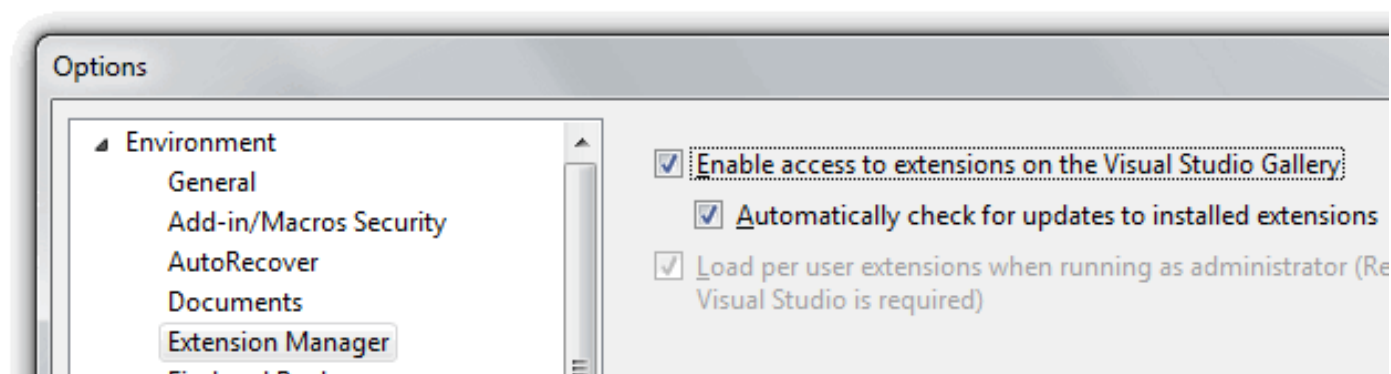 Options
Environment
General
Add-in/Macros Security
AutoRecover
Documents
Extension Manager
Enable access to extensions on the Visual Studio Gallery
Automatically check for updates to installed extensions
Load per user extensions when running as administrator (Re
Visual Studio is required)